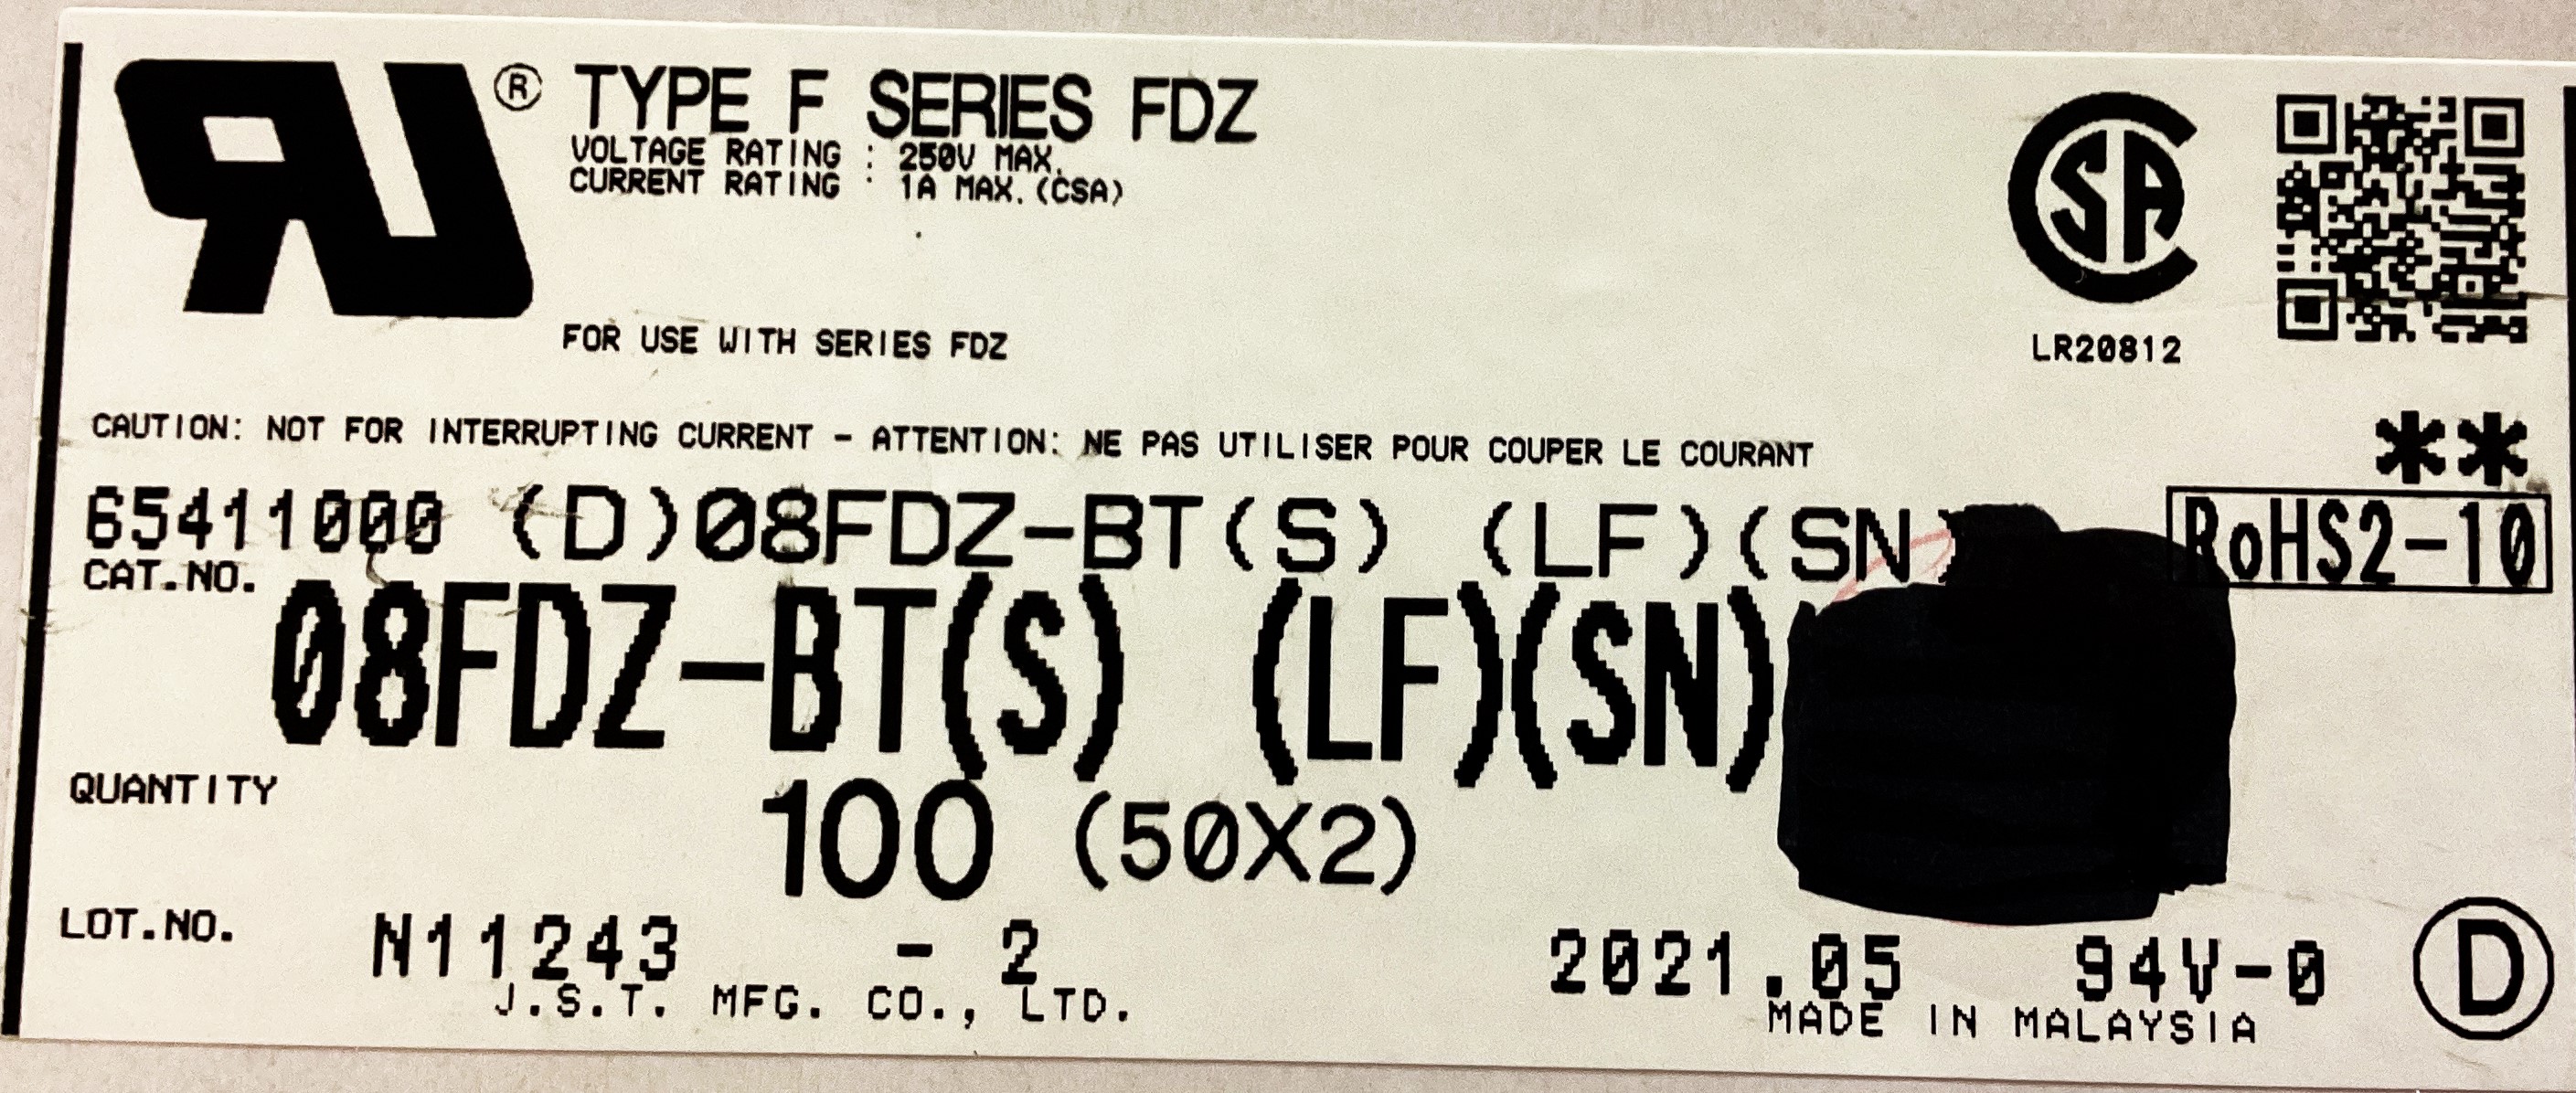 RU® TYPE F SERIES FDZ
VOLTAGE RATING : 250V MAX.
CURRENT RATING : 1A MAX.(CSA)
CSA
LR20812
FOR USE WITH SERIES FDZ
CAUTION: NOT FOR INTERRUPTING CURRENT - ATTENTION: NE PAS UTILISER POUR COUPER LE COURANT
**
65411000 (D)08FDZ-BT(S) (LF)(SN)
RoHS2-10
CAT.NO.
08FDZ-BT(S) (LF)(SN)
QUANTITY
100 (50X2)
LOT.NO. N11243 - 2 2021.05 94V-0 D
J.S.T. MFG. CO., LTD. MADE IN MALAYSIA